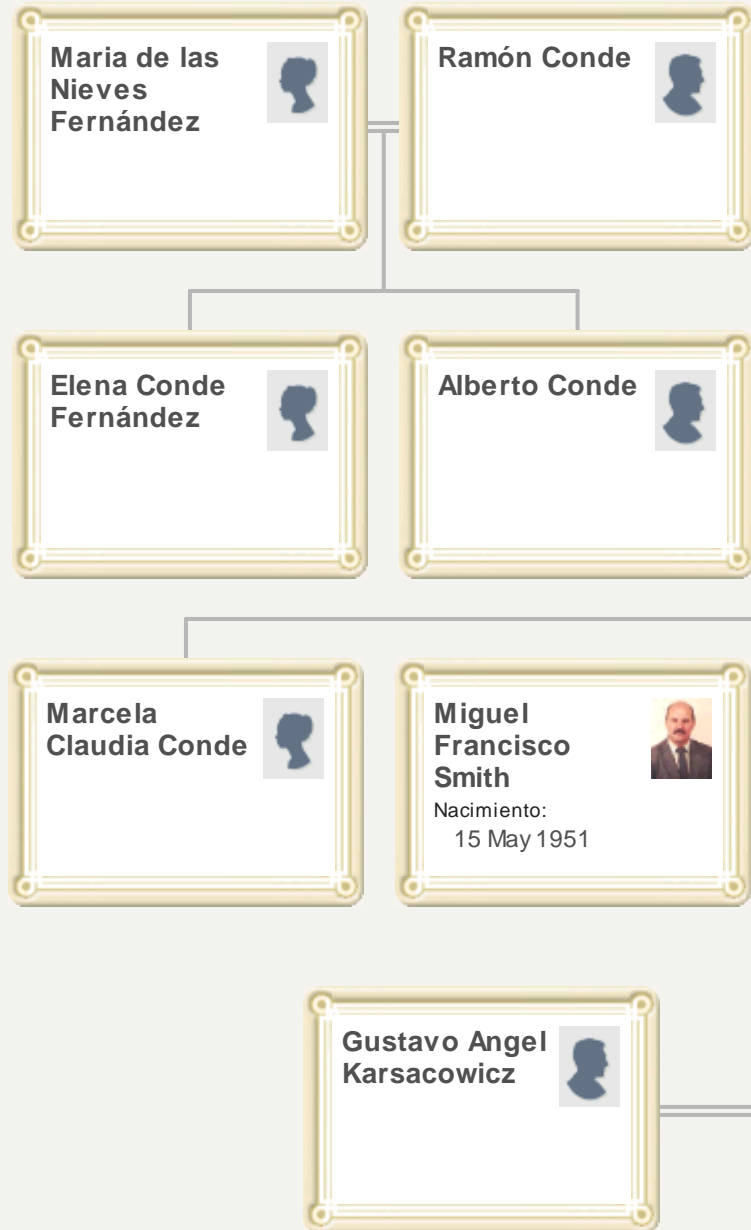 Maria de las
Nieves
Fernández
Ramón Conde
Elena Conde
Fernández
Alberto Conde
Marcela
Claudia Conde
Miguel
Francisco
Smith
Nacimiento:
15 May 1951
Gustavo Angel
Karsacowicz